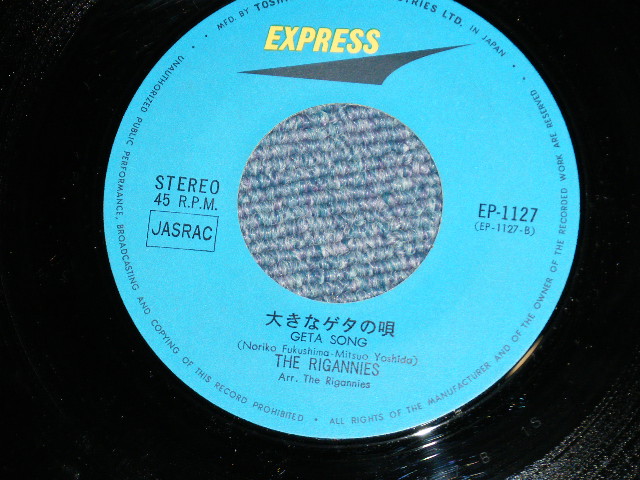 MFD. BY TOSHI USTRIES LTD. IN JAPAN.
EXPRESS
STEREO
45 R.P.M.
JASRAC
EP-1127
(EP-1127-B)
大きなゲタの唄
GETA SONG
(Noriko Fukushima-Mitsuo Yoshida)
THE RIGANNIES
Arr. The Rigannies
UNAUTHORIZED PUBLIC PERFORMANCE, BROADCASTING AND COPYING OF THIS RECORD PROHIBITED • ALL RIGHTS OF THE MANUFACTURER AND OF THE OWNER OF THE RECORDED WORK ARE RESERVED